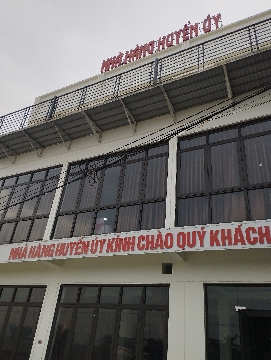 NHÀ HÀNG HUYỀN ÚY
NHÀ HÀNG HUYỀN ÚY KÍNH CHÀO QUÝ KHÁCH